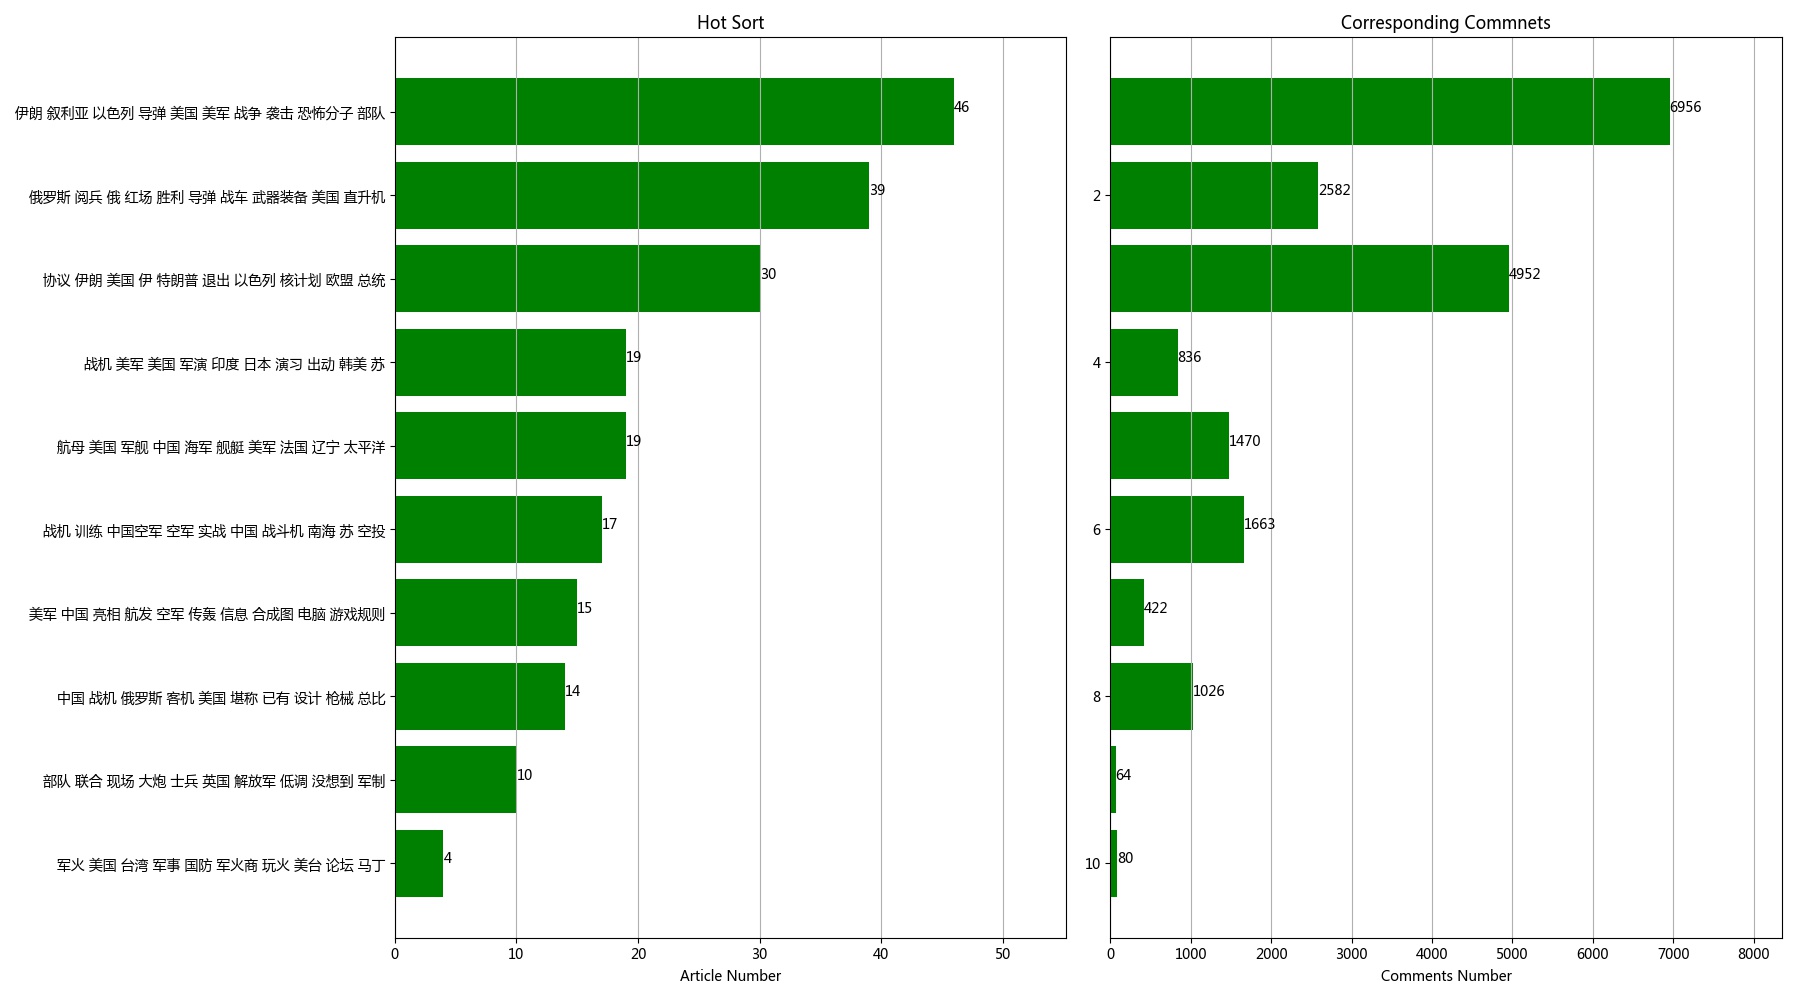 Hot Sort
伊朗 叙利亚 以色列 导弹 美国 美军 战争 袭击 恐怖分子 部队
46
俄罗斯 阅兵 俄 红场 胜利 导弹 战车 武器装备 美国 直升机
39
协议 伊朗 美国 伊 特朗普 退出 以色列 核计划 欧盟 总统
30
战机 美军 美国 军演 印度 日本 演习 出动 韩美 苏
19
航母 美国 军舰 中国 海军 舰艇 美军 法国 辽宁 太平洋
19
战机 训练 中国空军 空军 实战 中国 战斗机 南海 苏 空投
17
美军 中国 亮相 航发 空军 传轰 信息 合成图 电脑 游戏规则
15
中国 战机 俄罗斯 客机 美国 堪称 已有 设计 枪械 总比
14
部队 联合 现场 大炮 士兵 英国 解放军 低调 没想到 军制
10
军火 美国 台湾 军事 国防 军火商 玩火 美台 论坛 马丁
4
0 10 20 30 40 50
Article Number
Corresponding Commnets
6956
2 2582
4952
4 836
1470
6 1663
422
8 1026
64
10 80
0 1000 2000 3000 4000 5000 6000 7000 8000
Comments Number